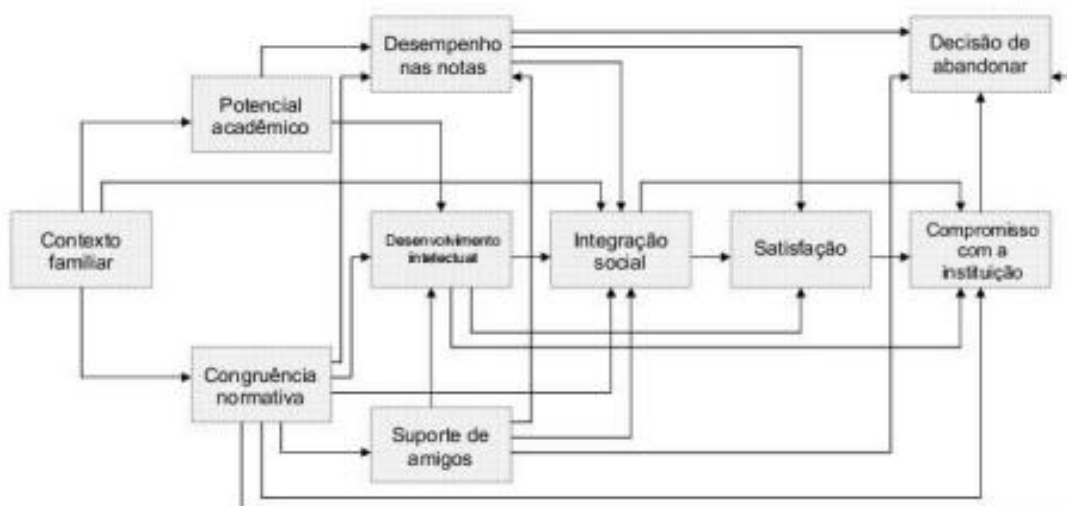 Desempenho
nas notas
Decisão de
abandonar
Potencial
acadêmico
Contexto
familiar
Desenvolvimento
intelectual
Integração
social
Satisfação
Compromisso
com a
instituição
Congruência
normativa
Suporte de
amigos